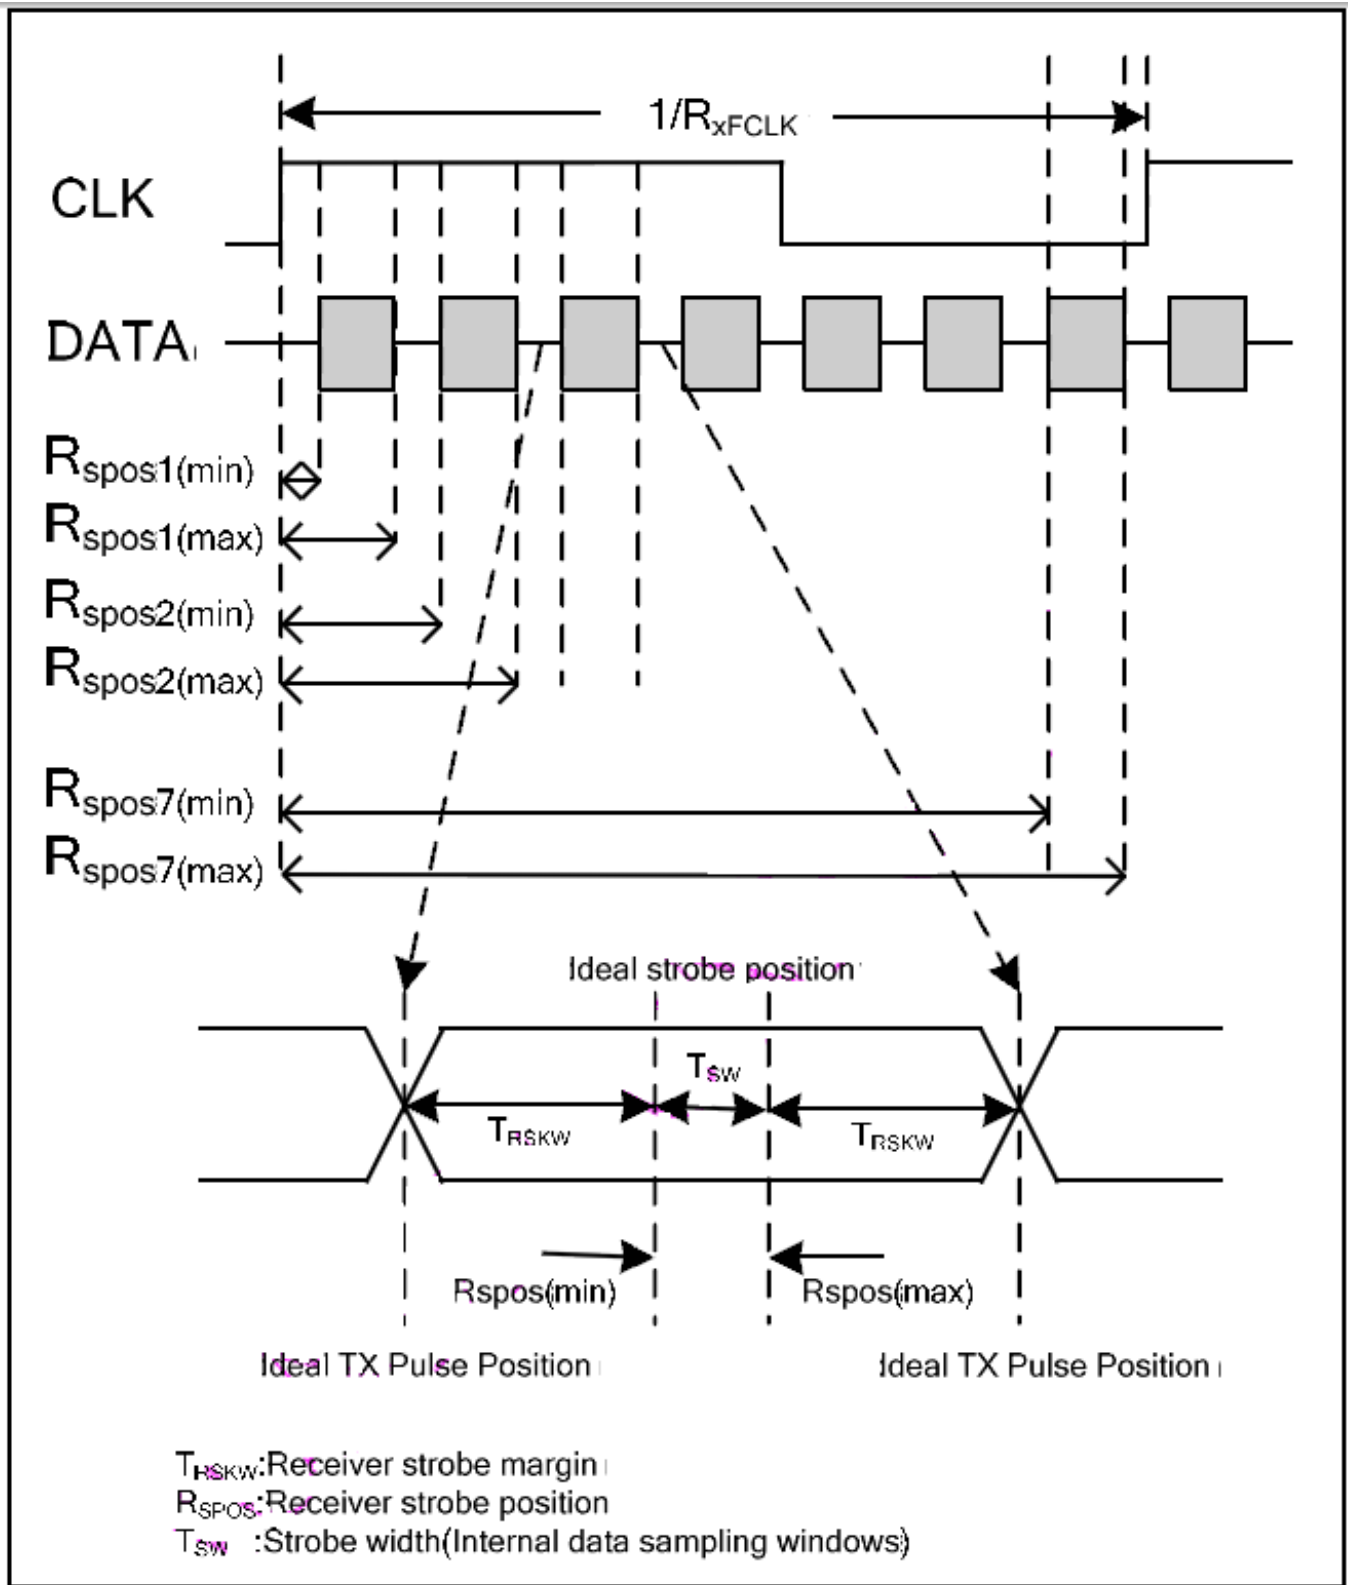 1/RxFCLK
CLK
DATA
Rspos1(min)
Rspos1(max)
Rspos2(min)
Rspos2(max)
Rspos7(min)
Rspos7(max)
Ideal strobe position
TSW
TRSKW
TRSKW
Rspos(min)
Rspos(max)
Ideal TX Pulse Position
Ideal TX Pulse Position
TRSKW:Receiver strobe margin
RSPOS:Receiver strobe position
TSW :Strobe width(Internal data sampling windows)